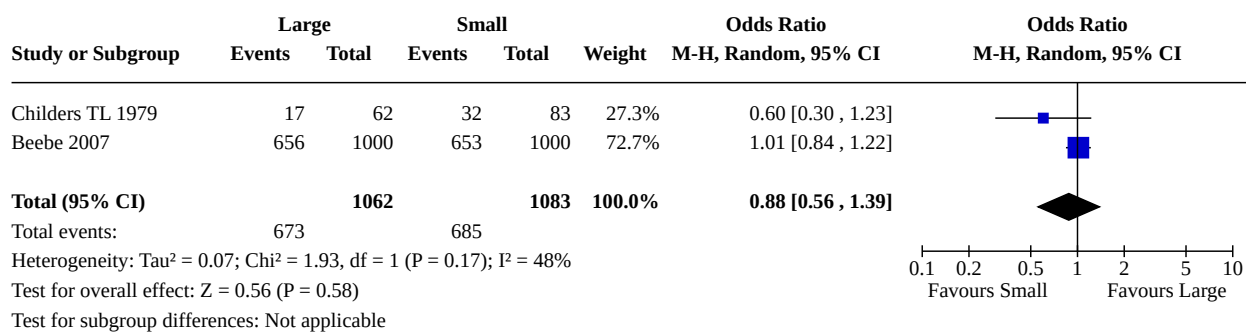 Large Small Odds Ratio Odds Ratio
Study or Subgroup Events Total Events Total Weight M-H, Random, 95% CI M-H, Random, 95% CI
Childers TL 1979 17 62 32 83 27.3% 0.60 [0.30 , 1.23]
Beebe 2007 656 1000 653 1000 72.7% 1.01 [0.84 , 1.22]
Total (95% CI) 1062 1083 100.0% 0.88 [0.56 , 1.39]
Total events: 673 685
Heterogeneity: Tau² = 0.07; Chi² = 1.93, df = 1 (P = 0.17); I² = 48%
0.1 0.2 0.5 1 2 5 10
Test for overall effect: Z = 0.56 (P = 0.58)
Favours Small Favours Large
Test for subgroup differences: Not applicable